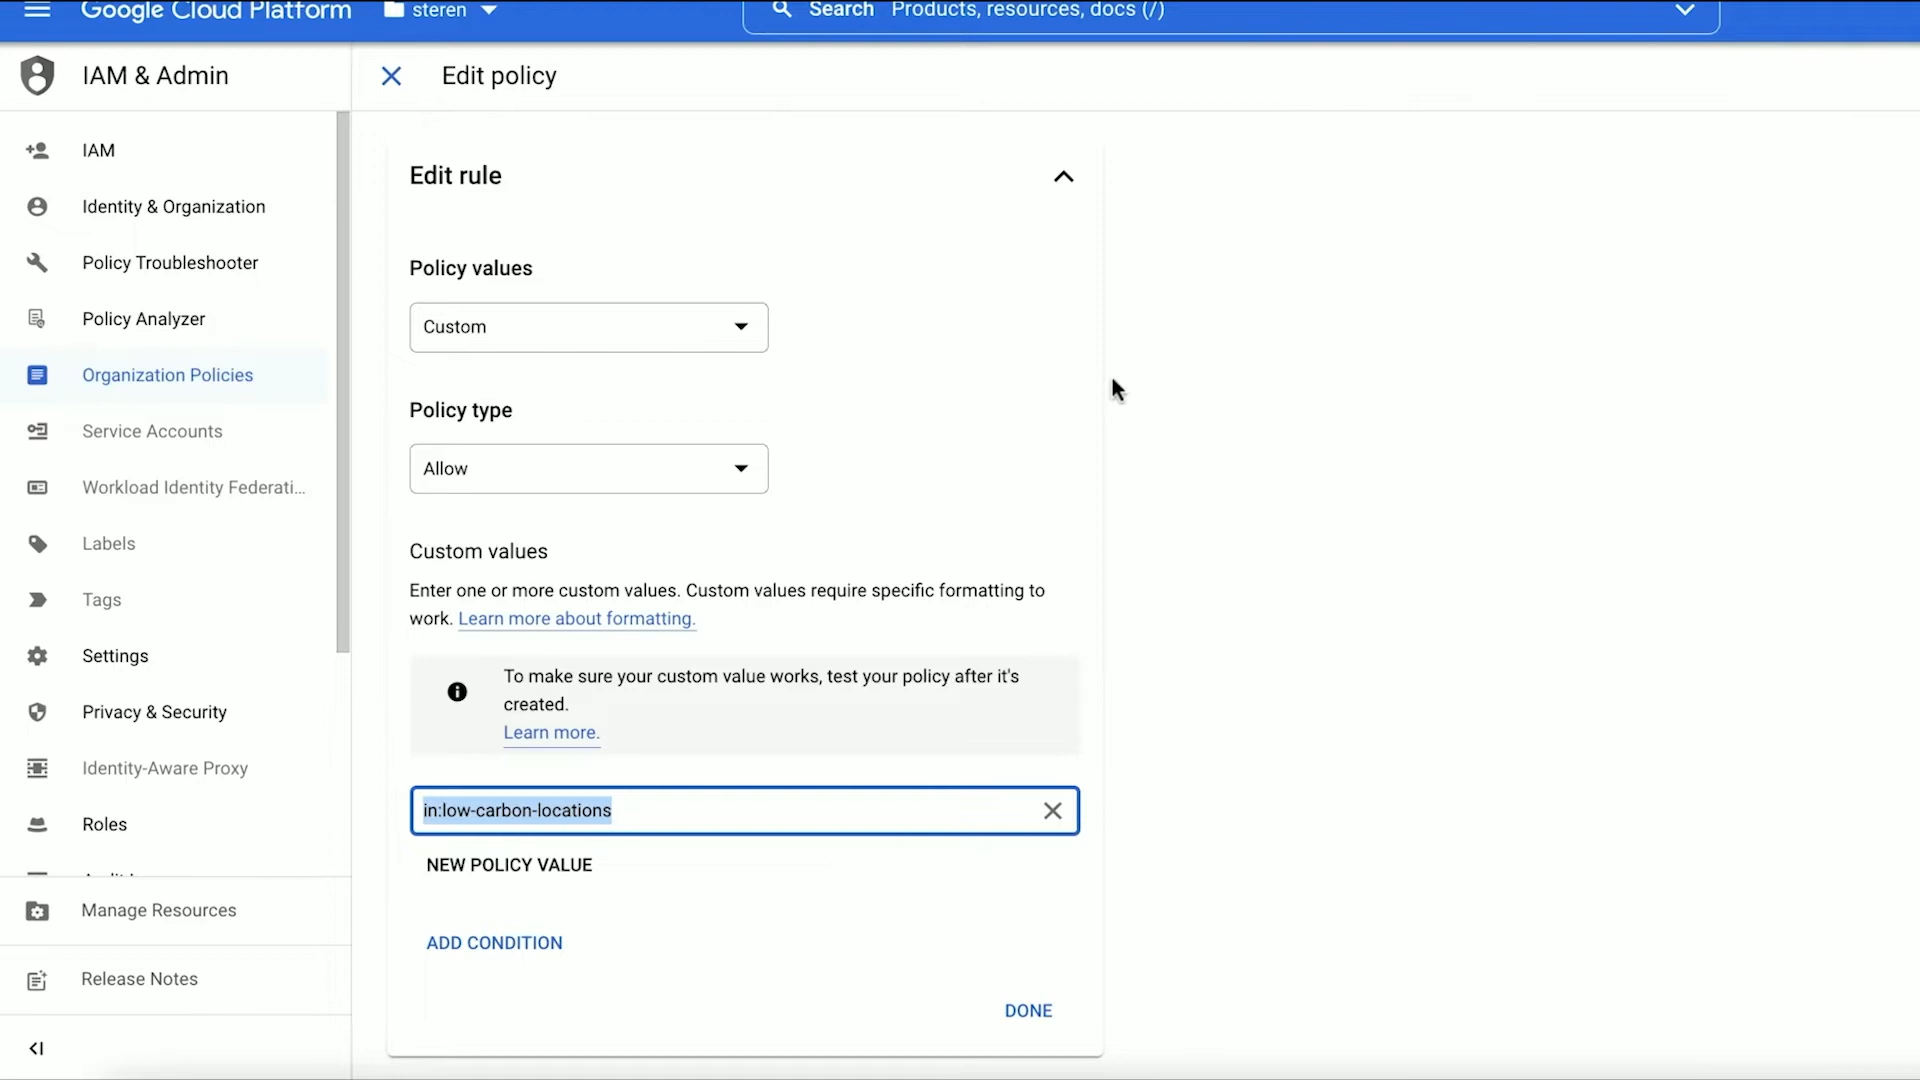 Google Cloud Platform
steren
Search Products, resources, docs (/)
IAM & Admin
Edit policy
IAM
Identity & Organization
Policy Troubleshooter
Policy Analyzer
Organization Policies
Service Accounts
Workload Identity Federati...
Labels
Tags
Settings
Privacy & Security
Identity-Aware Proxy
Roles
Manage Resources
Release Notes
Edit rule
Policy values
Custom
Policy type
Allow
Custom values
Enter one or more custom values. Custom values require specific formatting to
work. Learn more about formatting.
To make sure your custom value works, test your policy after it's
created.
Learn more.
in:low-carbon-locations
NEW POLICY VALUE
ADD CONDITION
DONE